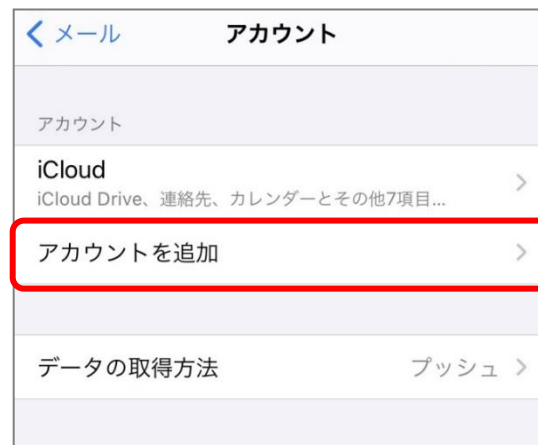 メール アカウント
アカウント
iCloud
iCloud Drive、連絡先、カレンダーとその他7項目...
アカウントを追加
データの取得方法 プッシュ